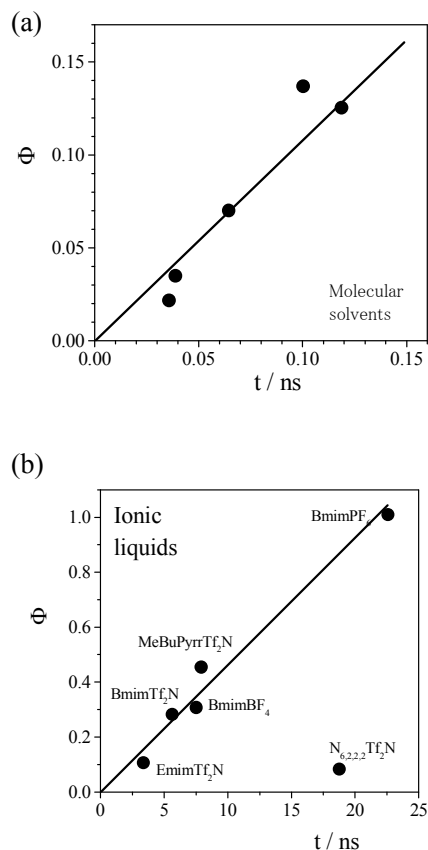 (a)
0.15
0.10
Φ
0.05
Molecular
solvents
0.00
0.00 0.05 0.10 0.15
t / ns
(b)
1.0
Ionic
liquids
BmimPF₆
0.8
0.6
Φ
MeBuPyrrTf₂N
0.4
BmimTf₂N
BmimBF₄
0.2
N₆,₂,₂,₂Tf₂N
EmimTf₂N
0.0
0 5 10 15 20 25
t / ns